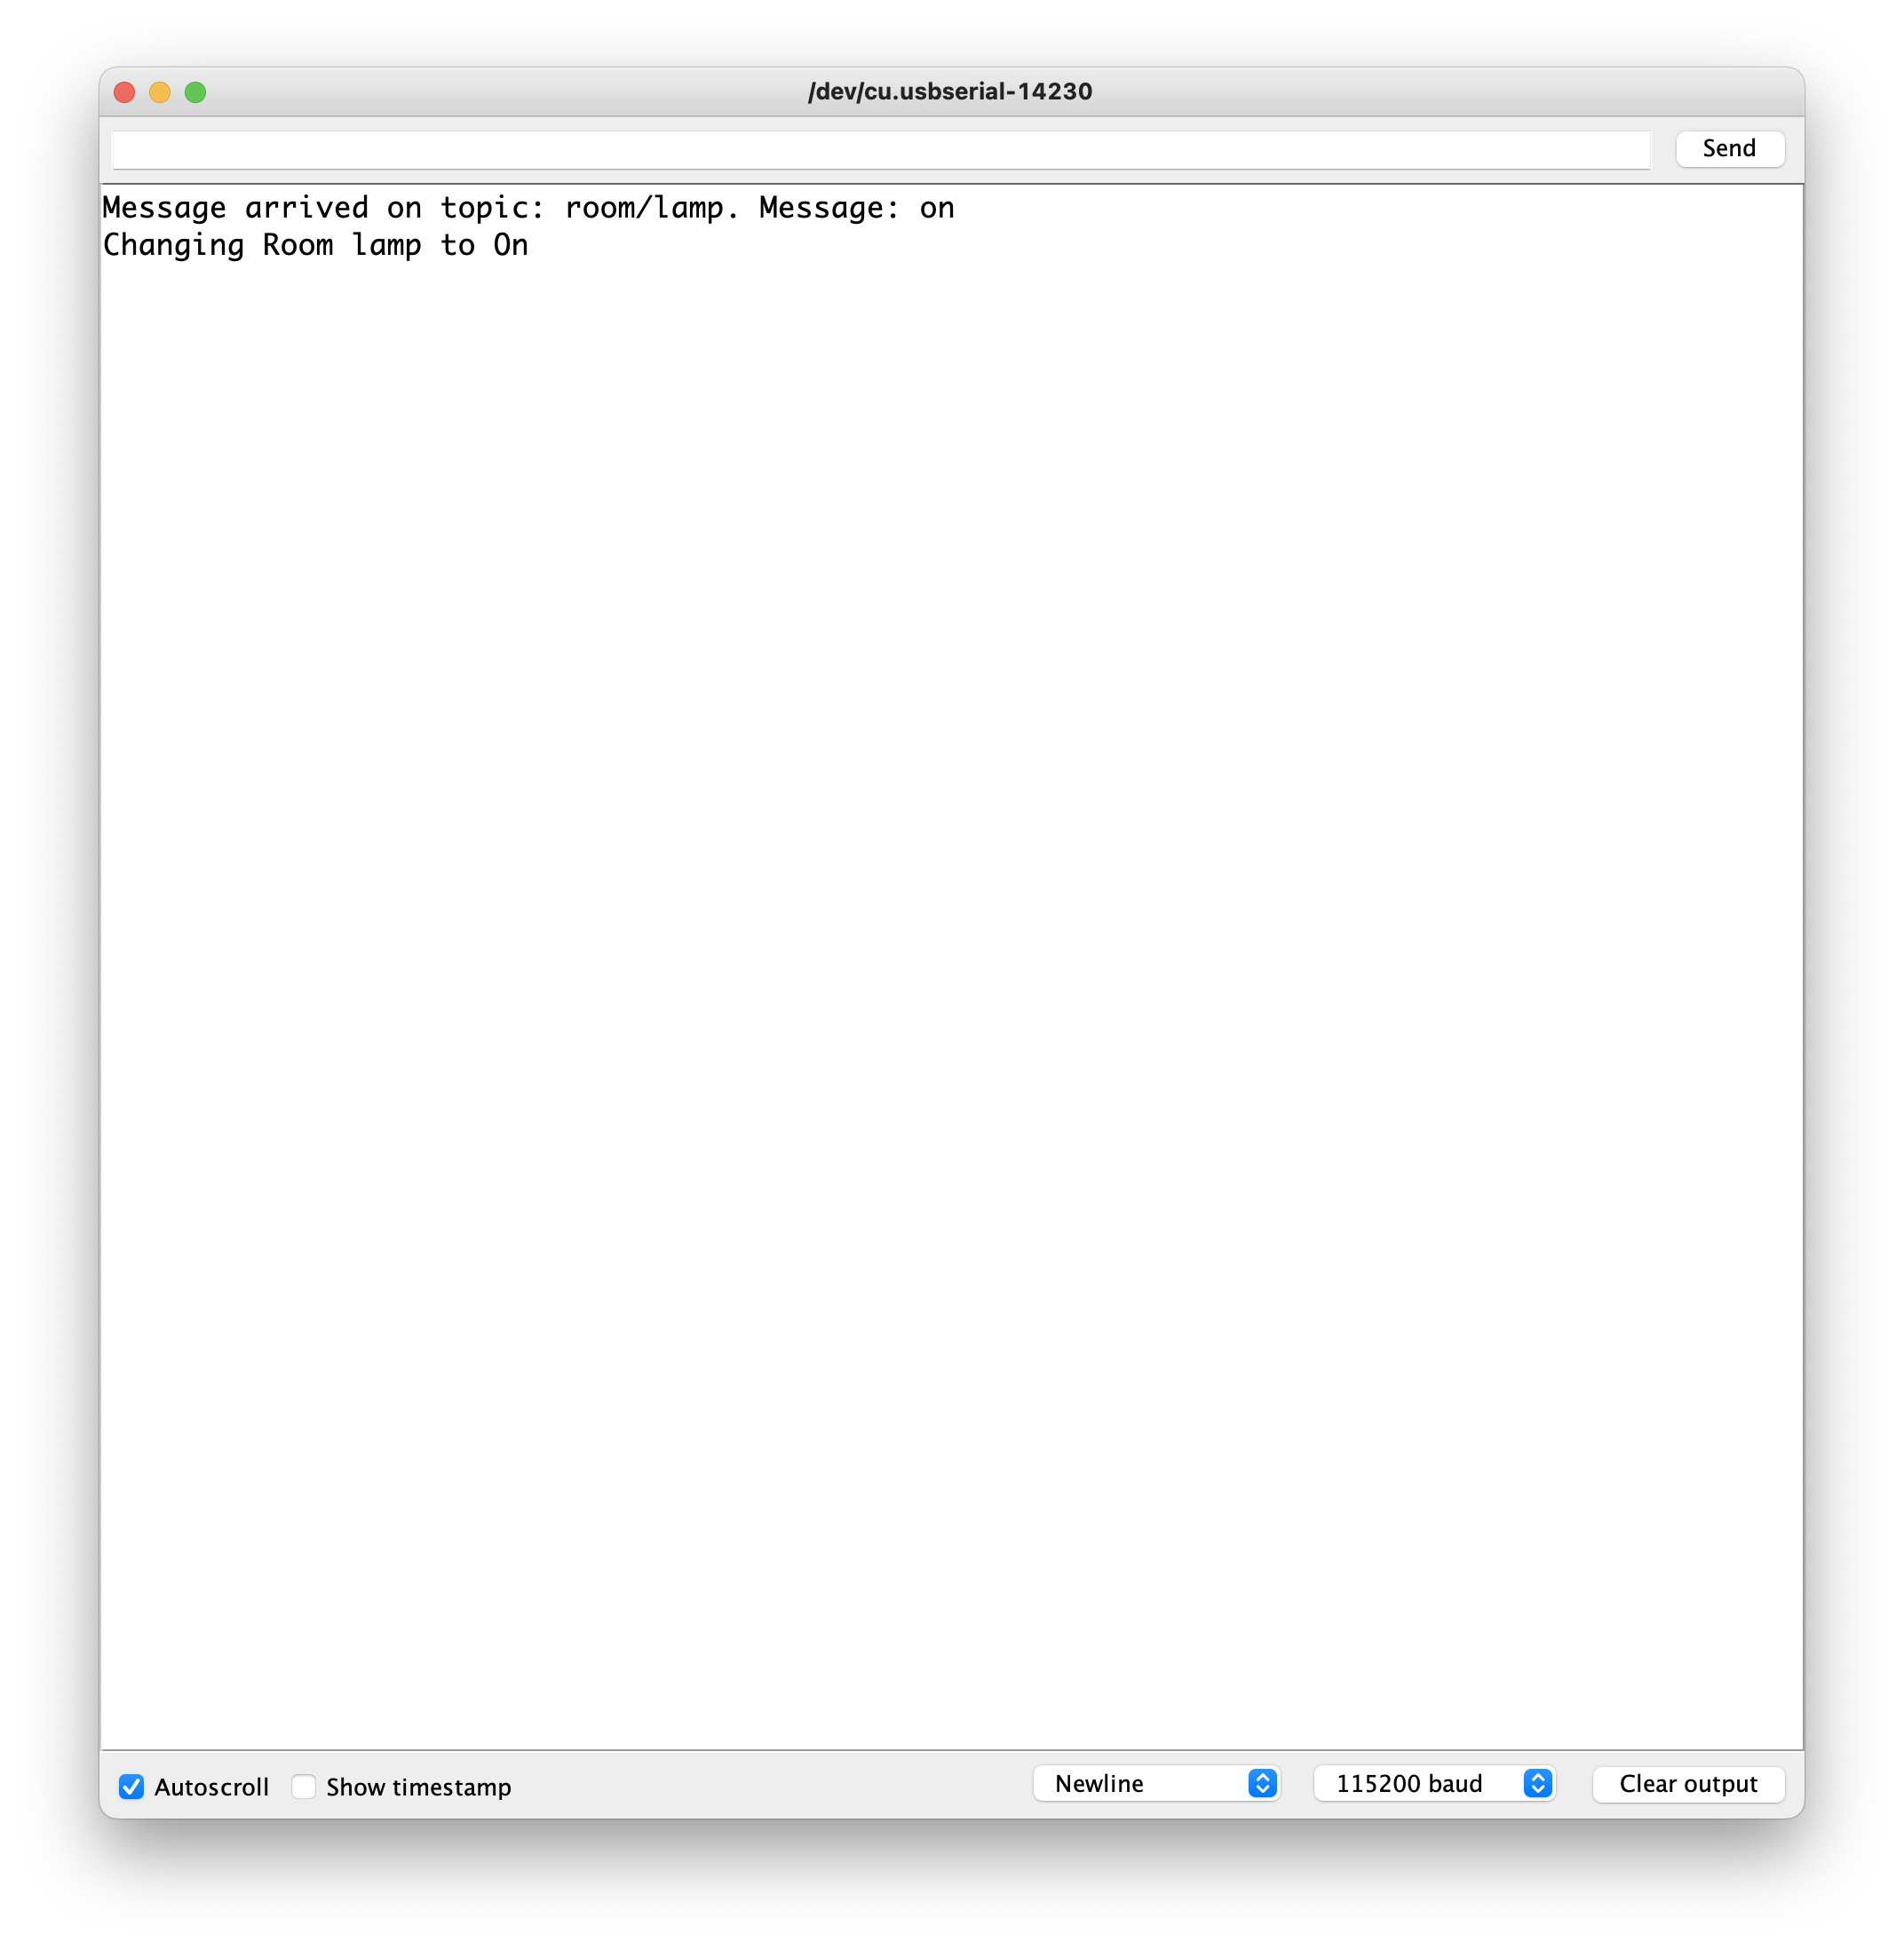 /dev/cu.usbserial-14230
Send
Message arrived on topic: room/lamp. Message: on
Changing Room lamp to On
Autoscroll Show timestamp Newline 115200 baud Clear output